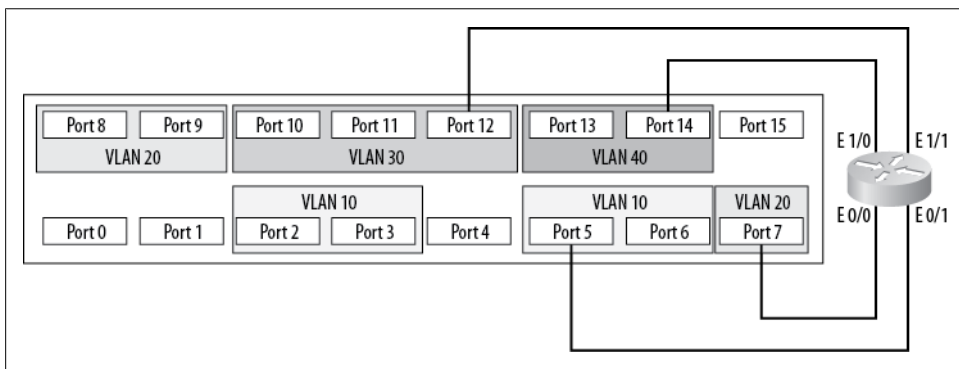 Port 8 Port 9 Port 10 Port 11 Port 12 Port 13 Port 14 Port 15
VLAN 20 VLAN 30 VLAN 40
E 1/0 E 1/1
VLAN 10 VLAN 10 VLAN 20
Port 0 Port 1 Port 2 Port 3 Port 4 Port 5 Port 6 Port 7
E 0/0 E 0/1